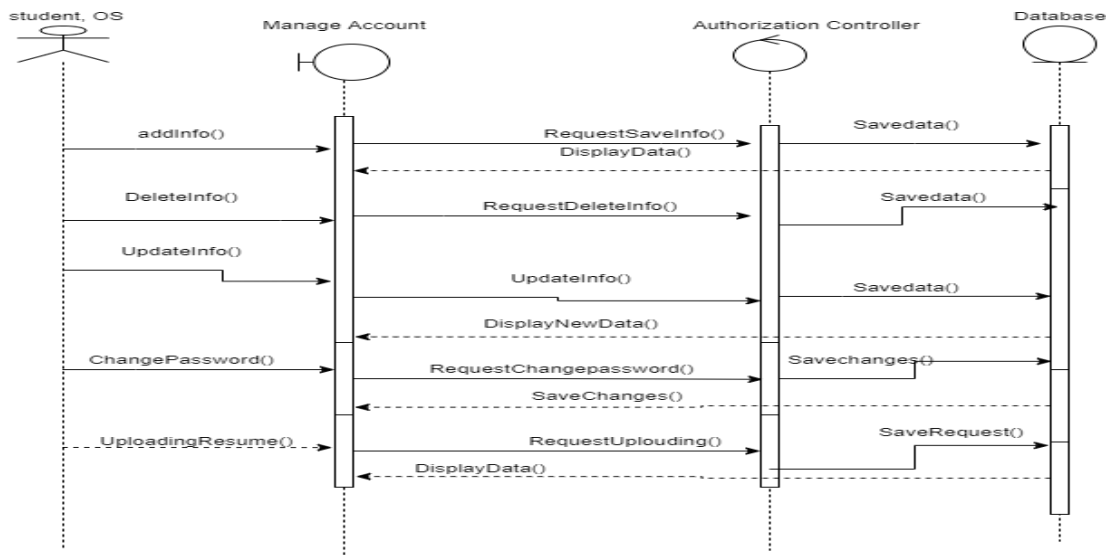 student, OS
Manage Account
Authorization Controller
Database
addInfo()
RequestSaveInfo()
Savedata()
DisplayData()
DeleteInfo()
RequestDeleteInfo()
Savedata()
UpdateInfo()
UpdateInfo()
Savedata()
DisplayNewData()
ChangePassword()
RequestChangepassword()
Savechanges()
SaveChanges()
UploadingResume()
RequestUplouding()
SaveRequest()
DisplayData()